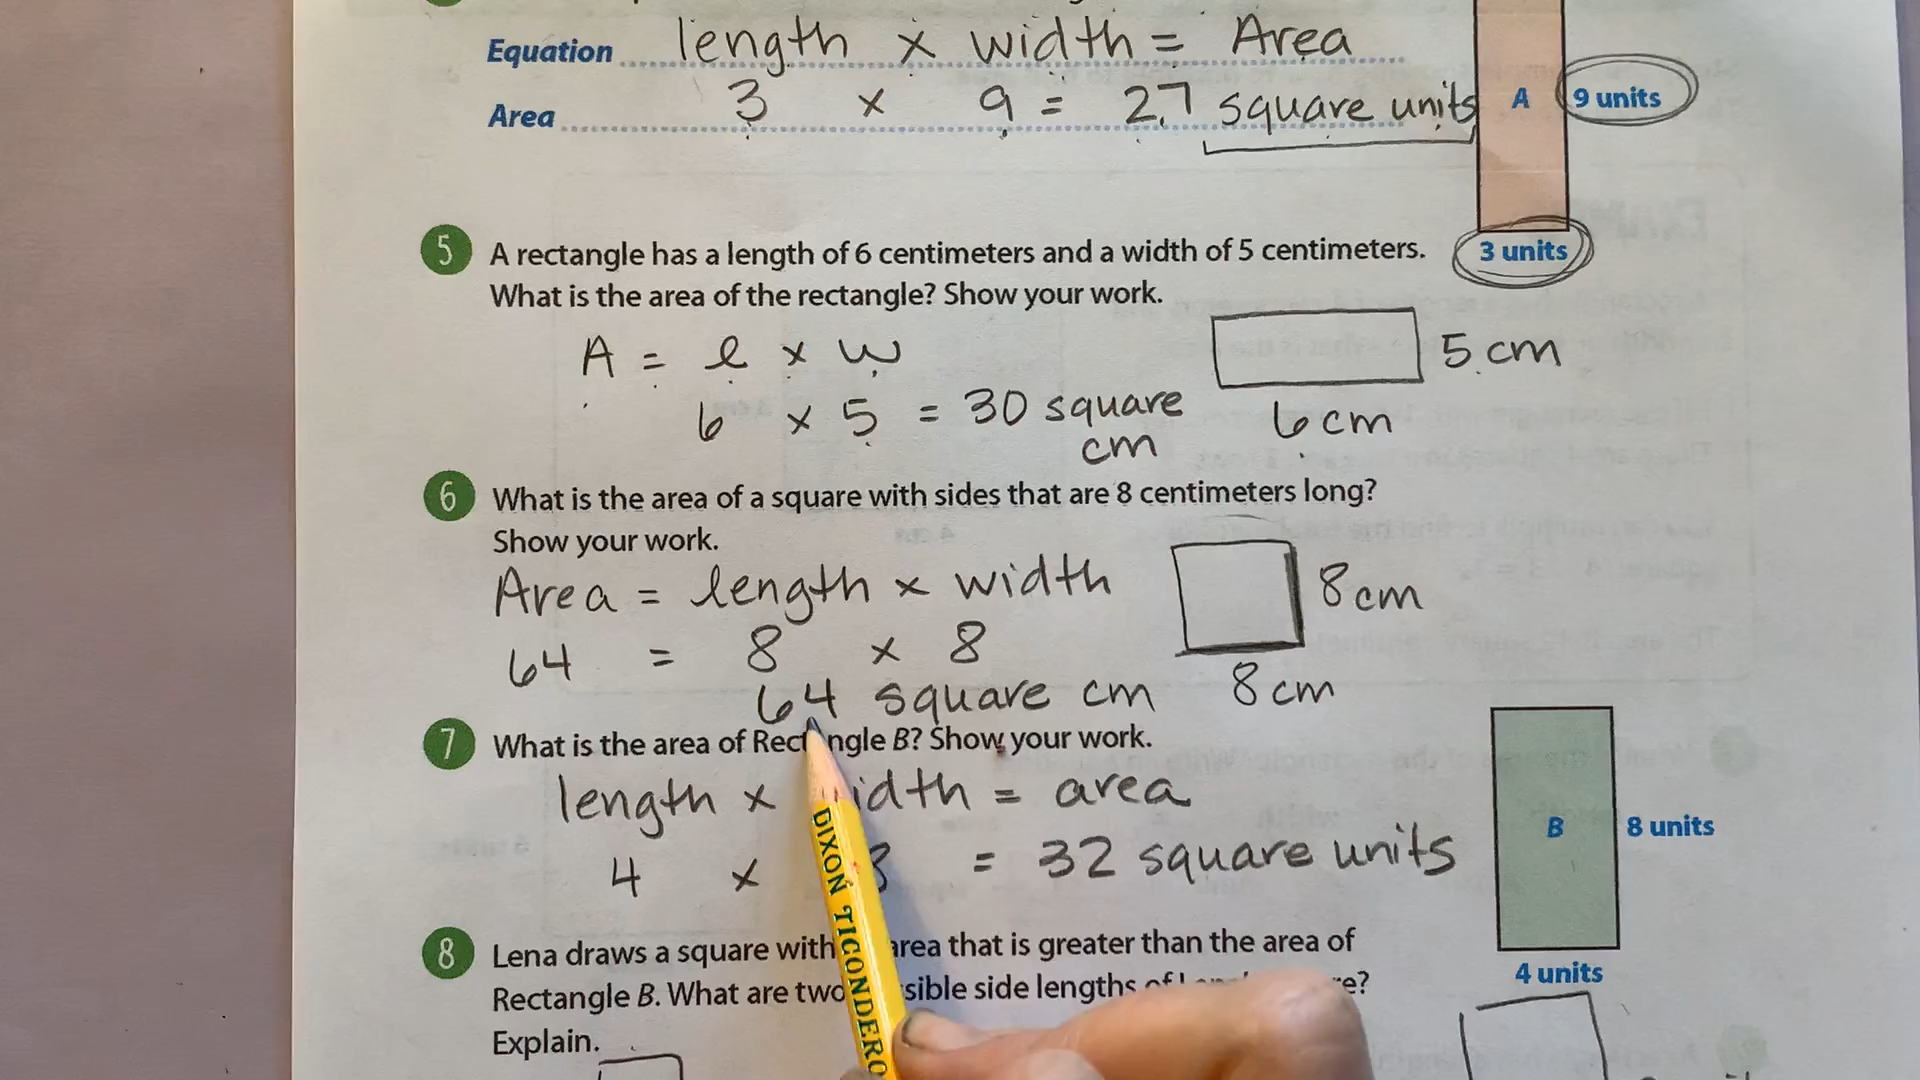 Equation length x width = Area
Area 3 x 9 = 27 square units
A 9 units
3 units
5 A rectangle has a length of 6 centimeters and a width of 5 centimeters.
What is the area of the rectangle? Show your work.
A = l x w
5 cm
6 x 5 = 30 square
cm
6 cm
6 What is the area of a square with sides that are 8 centimeters long?
Show your work.
Area = length x width
8 cm
64 = 8 x 8
64 square cm
8 cm
7 What is the area of Rectangle B? Show your work.
length x width = area
B 8 units
4 x 8 = 32 square units
4 units
8 Lena draws a square with area that is greater than the area of
Rectangle B. What are two sible side lengths of
Explain.
DIXON TICONDERO